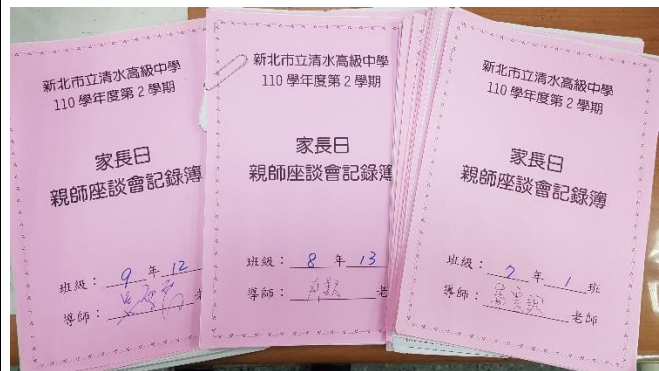 新北市立清水高級中學
110 學年度第 2 學期
家長日
親師座談會記錄簿
班級：9 年 12
導師：
新北市立清水高級中學
110 學年度第 2 學期
家長日
親師座談會記錄簿
班級：8 年 13
導師：老
新北市立清水高級中學
110 學年度第 2 學期
家長日
親師座談會記錄簿
班級：7 年 1 班
導師：老師